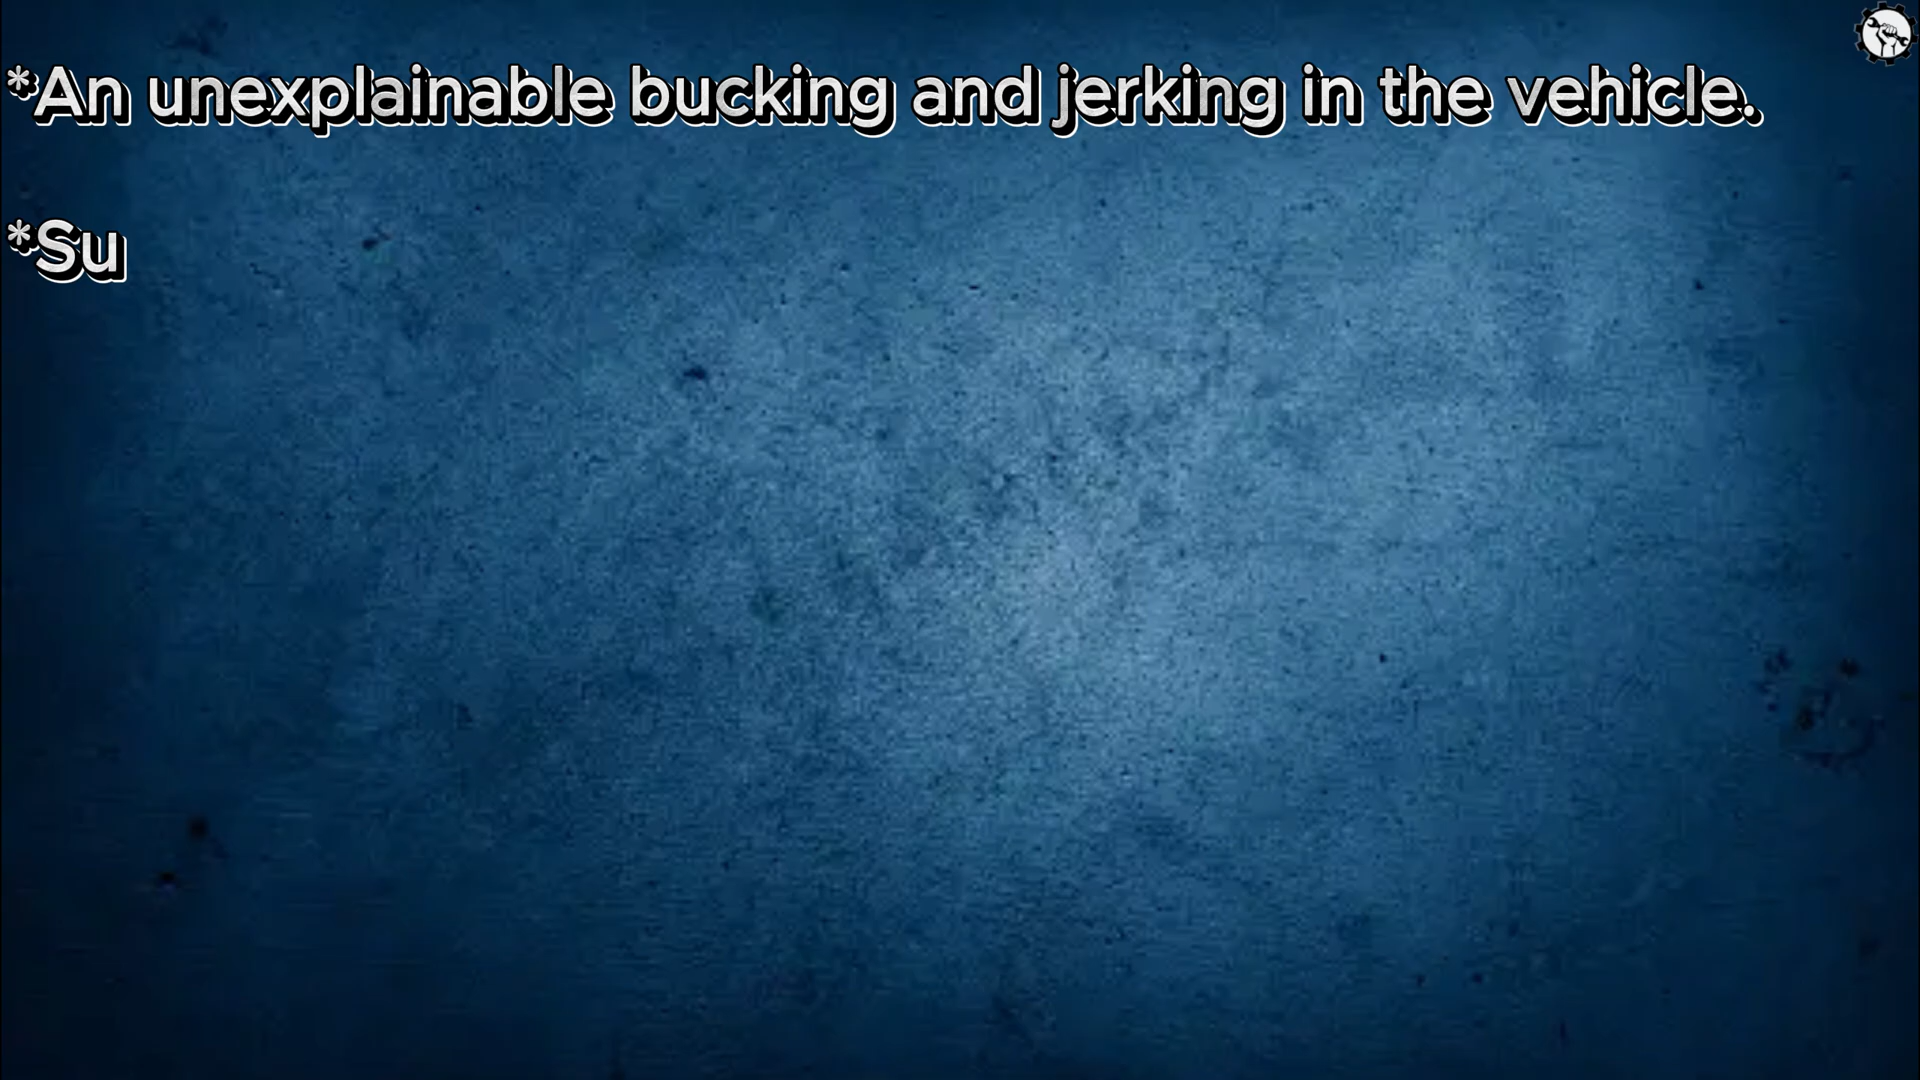 *An unexplainable bucking and jerking in the vehicle.
*Su